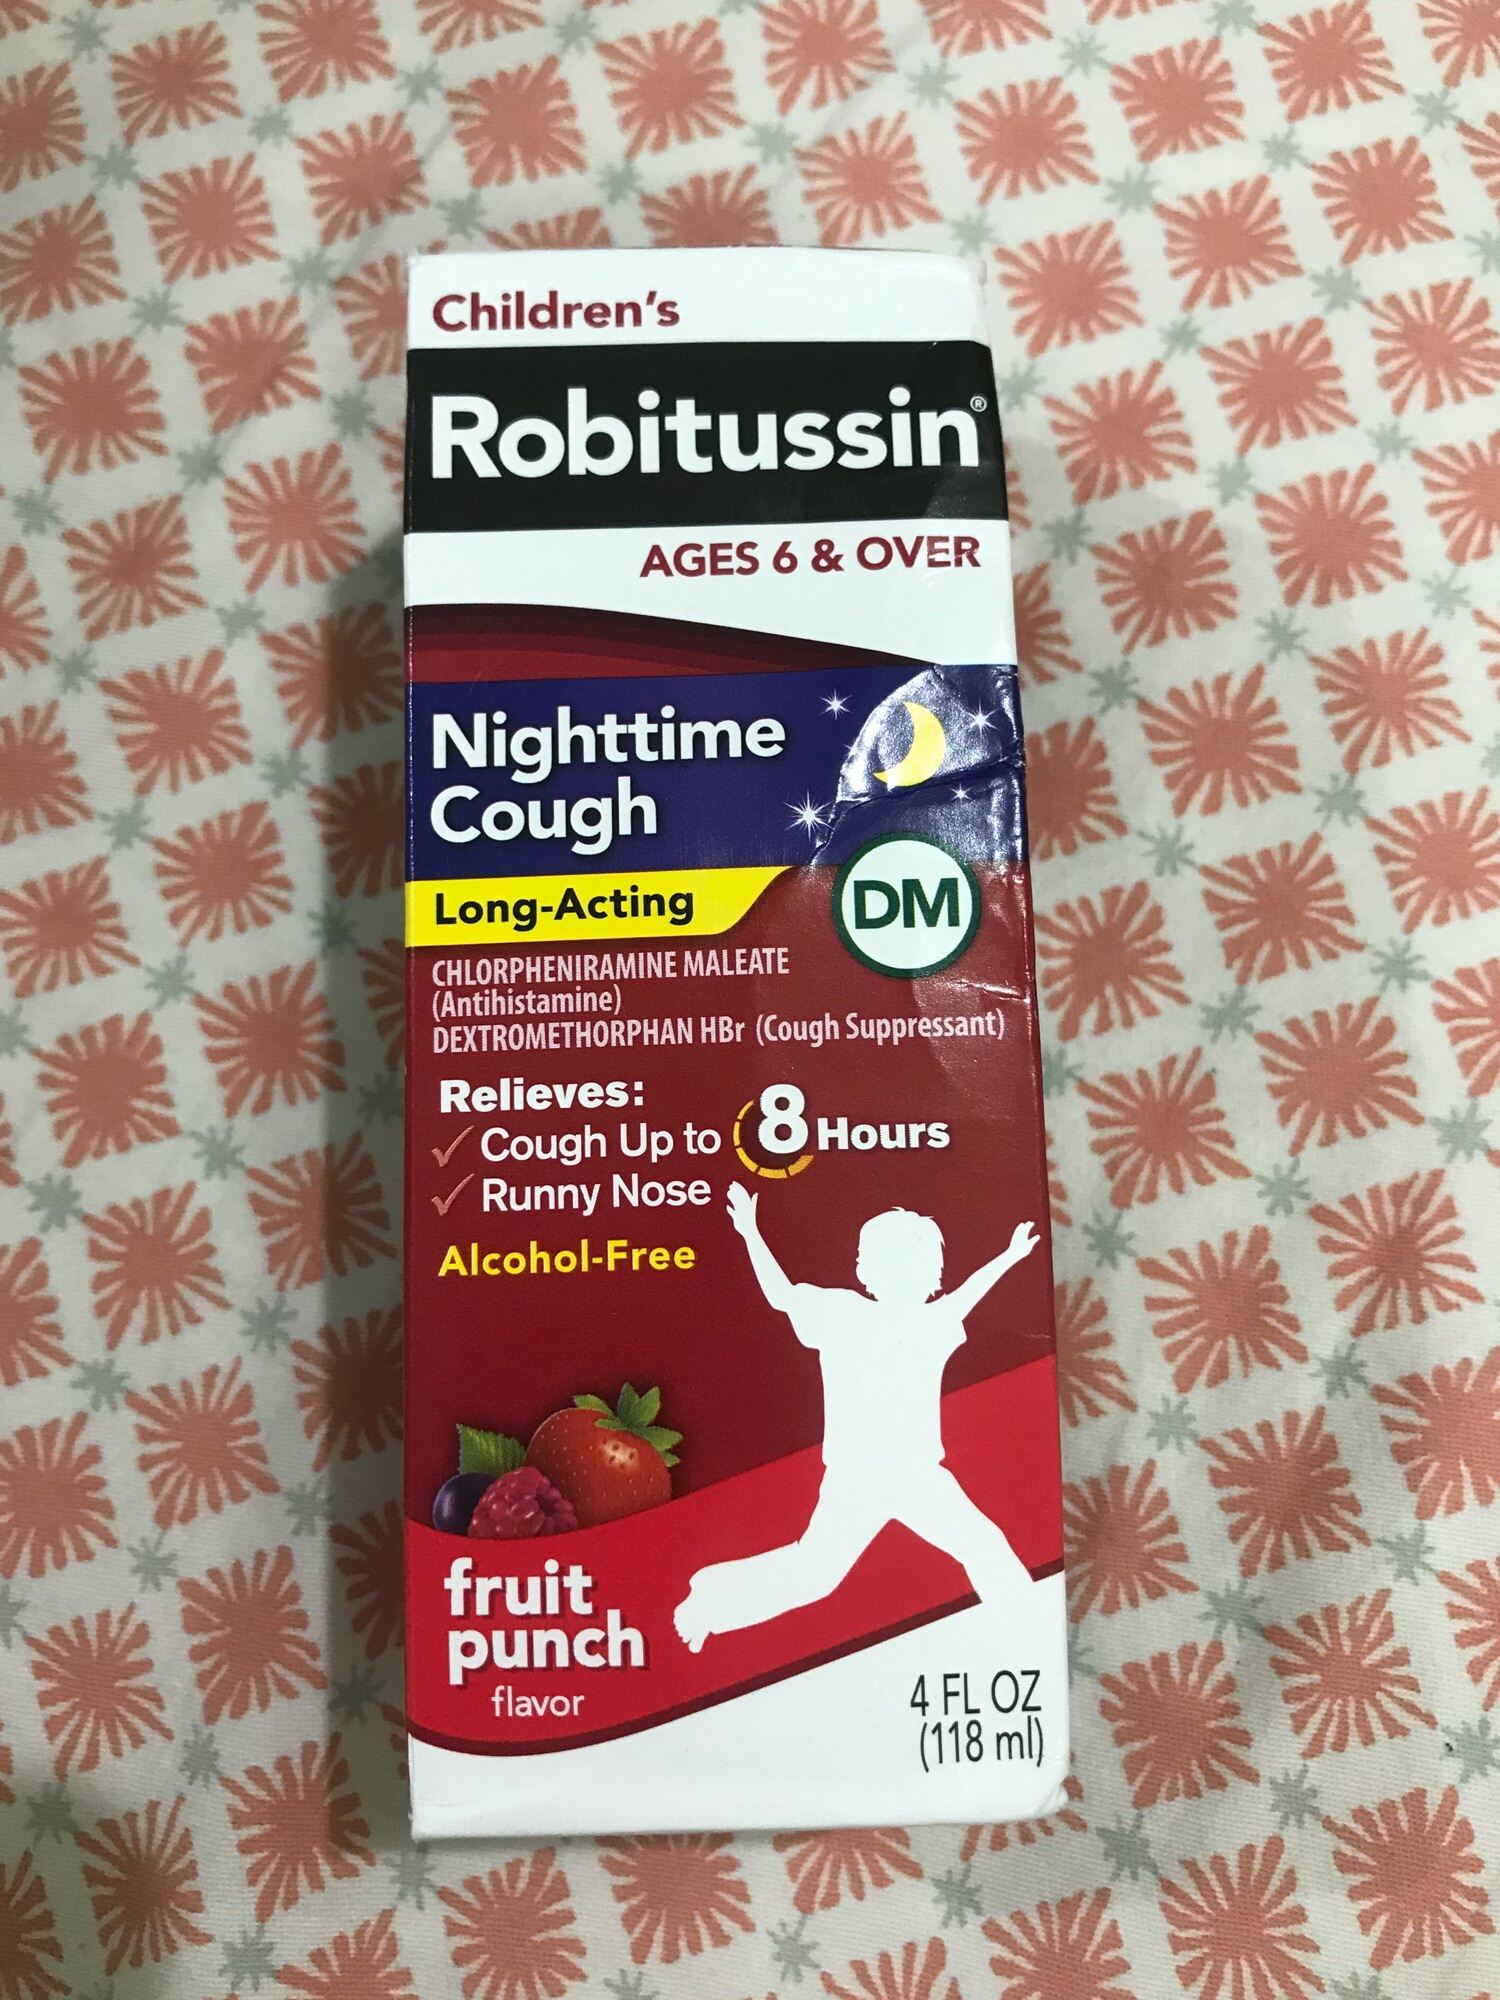 Children's
Robitussin®
AGES 6 & OVER
Nighttime
Cough
Long-Acting
DM
CHLORPHENIRAMINE MALEATE
(Antihistamine)
DEXTROMETHORPHAN HBr (Cough Suppressant)
Relieves:
Cough Up to 8 Hours
Runny Nose
Alcohol-Free
fruit
punch
flavor
4 FL OZ
(118 ml)